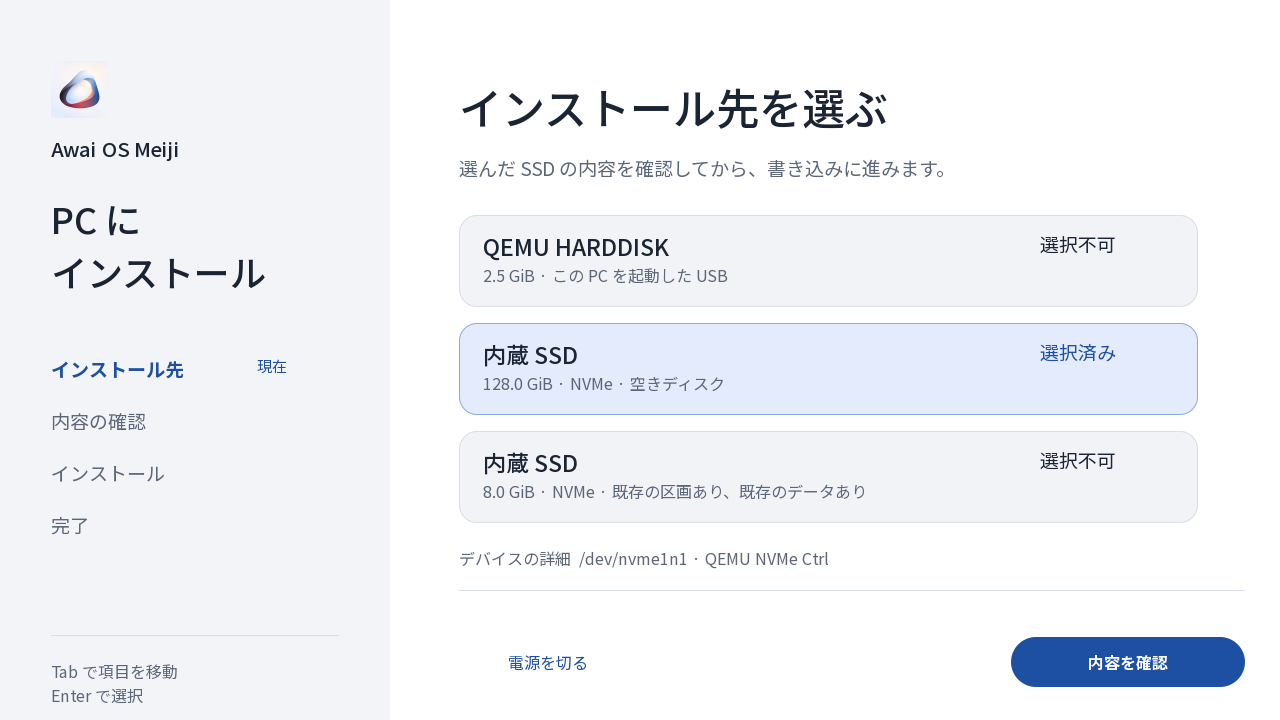 Awai OS Meiji
PC に
インストール
インストール先 現在
内容の確認
インストール
完了
Tab で項目を移動
Enter で選択
インストール先を選ぶ
選んだ SSD の内容を確認してから、書き込みに進みます。
QEMU HARDDISK 選択不可
2.5 GiB · この PC を起動した USB
内蔵 SSD 選択済み
128.0 GiB · NVMe · 空きディスク
内蔵 SSD 選択不可
8.0 GiB · NVMe · 既存の区画あり、既存のデータあり
デバイスの詳細 /dev/nvme1n1 · QEMU NVMe Ctrl
電源を切る 内容を確認